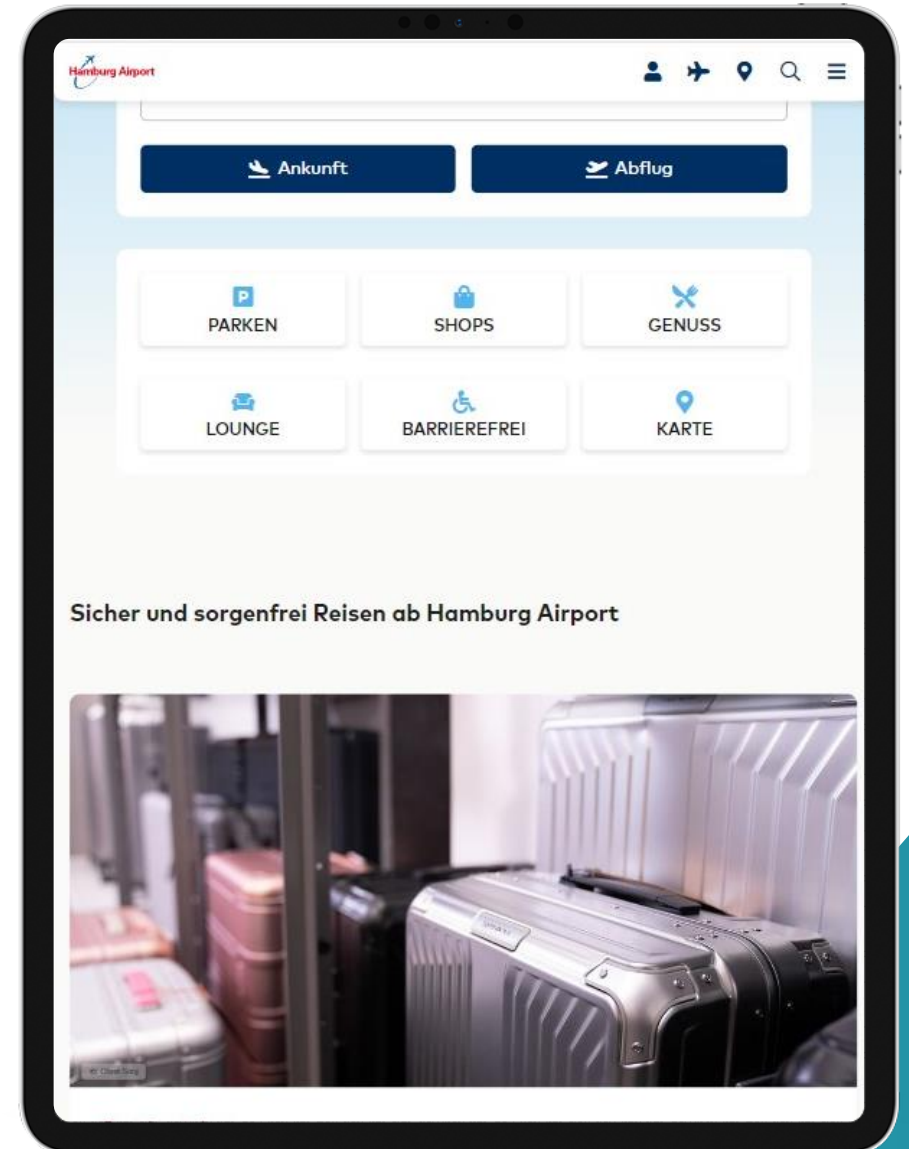 Hamburg Airport
Ankunft Abflug
P
PARKEN SHOPS GENUSS
LOUNGE BARRIEREFREI KARTE
Sicher und sorgenfrei Reisen ab Hamburg Airport